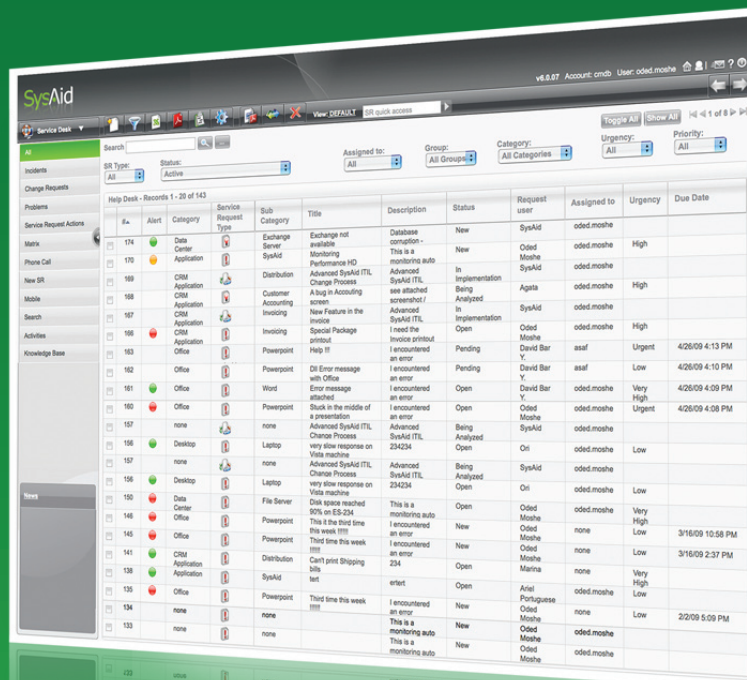 SysAid
v6.0.07 Account: cmdb User: oded.moshe
Service Desk
View: DEFAULT SR quick access
Toggle All Show All 1 of 8
Search
SR Type: Status: Assigned to: Group: Category: Urgency: Priority:
All Active All All Groups All Categories All All
All
Incidents
Change Requests
Problems
Service Request Actions
Matrix
Phone Call
New SR
Mobile
Search
Activities
Knowledge Base
News
Help Desk - Records 1 - 20 of 143
# Alert Category Service Request Type Sub Category Title Description Status Request user Assigned to Urgency Due Date
174 Data Center Exchange Server Exchange not available Database corruption - New SysAid oded.moshe
170 Application SysAid Monitoring Performance HD This is a monitoring auto New Oded Moshe oded.moshe High
169 CRM Application Distribution Advanced SysAid ITIL Change Process Advanced SysAid ITIL In Implementation SysAid oded.moshe
168 CRM Application Customer Accounting A bug in Accouting screen see attached screenshot / Being Analyzed Agata oded.moshe High
167 CRM Application Invoicing New Feature in the invoice Advanced SysAid ITIL In Implementation SysAid oded.moshe
166 CRM Application Invoicing Special Package printout I need the Invoice printout Open Oded Moshe oded.moshe High
163 Office Powerpoint Help !!! I encountered an error Pending David Bar Y. asaf Urgent 4/26/09 4:13 PM
162 Office Powerpoint Dll Error message with Office I encountered an error Pending David Bar Y. asaf Low 4/26/09 4:10 PM
161 Office Word Error message attached I encountered an error Open David Bar Y. oded.moshe Very High 4/26/09 4:09 PM
160 Office Powerpoint Stuck in the middle of a presentation I encountered an error Open Oded Moshe oded.moshe Urgent 4/26/09 4:08 PM
157 none none Advanced SysAid ITIL Change Process Advanced SysAid ITIL Being Analyzed SysAid oded.moshe
156 Desktop Laptop very slow response on Vista machine 234234 Open Ori oded.moshe Low
157 none none Advanced SysAid ITIL Change Process Advanced SysAid ITIL Being Analyzed SysAid oded.moshe
156 Desktop Laptop very slow response on Vista machine 234234 Open Ori oded.moshe Low
150 Data Center File Server Disk space reached 90% on ES-234 This is a monitoring auto Open Oded Moshe oded.moshe Very High
146 Office Powerpoint This it the third time this week !!!!!! I encountered an error New Oded Moshe none Low 3/16/09 10:58 PM
145 Office Powerpoint Third time this week !!!!!! I encountered an error New Oded Moshe none Low 3/16/09 2:37 PM
141 CRM Application Distribution Can't print Shipping bills 234 Open Marina none Very High
138 Application SysAid tert ertert Open Ariel Portuguese oded.moshe Low
135 Office Powerpoint Third time this week !!!!!! I encountered an error New Oded Moshe none Low 2/2/09 5:09 PM
134 none none This is a monitoring auto New Oded Moshe oded.moshe
133 none none This is a monitoring auto New Oded Moshe oded.moshe